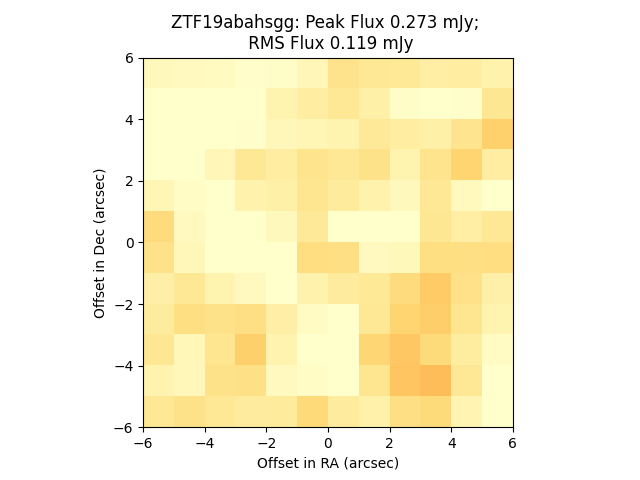 ZTF19abahsgg: Peak Flux 0.273 mJy;
RMS Flux 0.119 mJy
6
4
2
0
−2
−4
−6
Offset in Dec (arcsec)
−6 −4 −2 0 2 4 6
Offset in RA (arcsec)